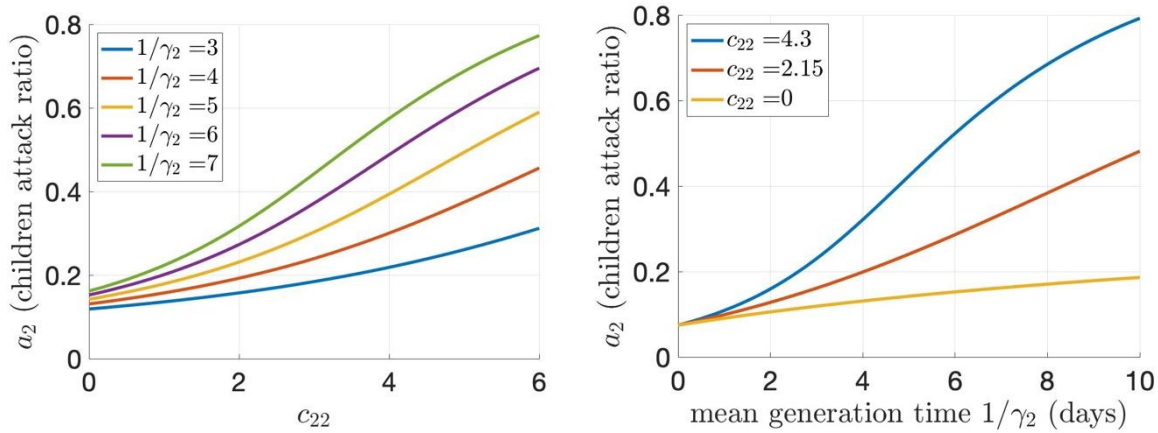 0.8
0.6
0.4
0.2
0
a₂ (children attack ratio)
1/γ₂ =3
1/γ₂ =4
1/γ₂ =5
1/γ₂ =6
1/γ₂ =7
0 2 4 6
c₂₂
0.8
0.6
0.4
0.2
0
a₂ (children attack ratio)
c₂₂ =4.3
c₂₂ =2.15
c₂₂ =0
0 2 4 6 8 10
mean generation time 1/γ₂ (days)